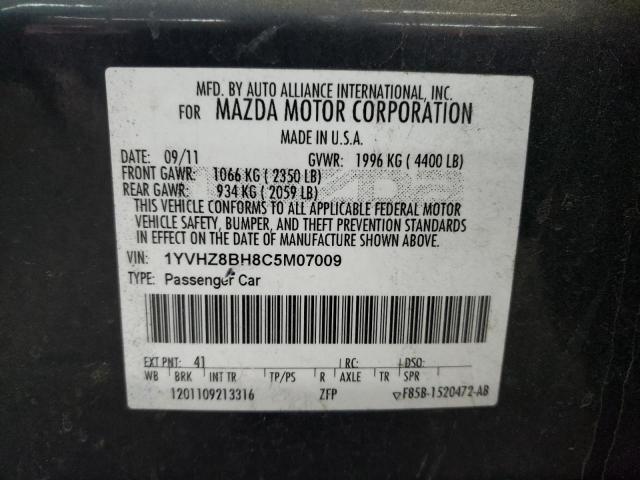 MFD. BY AUTO ALLIANCE INTERNATIONAL, INC.
FOR MAZDA MOTOR CORPORATION
MADE IN U.S.A.
DATE: 09/11 GVWR: 1996 KG (4400 LB)
FRONT GAWR: 1066 KG (2350 LB)
REAR GAWR: 934 KG (2059 LB)
THIS VEHICLE CONFORMS TO ALL APPLICABLE FEDERAL MOTOR
VEHICLE SAFETY, BUMPER, AND THEFT PREVENTION STANDARDS
IN EFFECT ON THE DATE OF MANUFACTURE SHOWN ABOVE.
VIN: 1YVHZ8BH8C5M07009
TYPE: Passenger Car
EXT PNT: 41 RC: DSO:
WB BRK INT TR TP/PS R AXLE TR SPR
1201109213316 ZFP F85B-1520472-AB